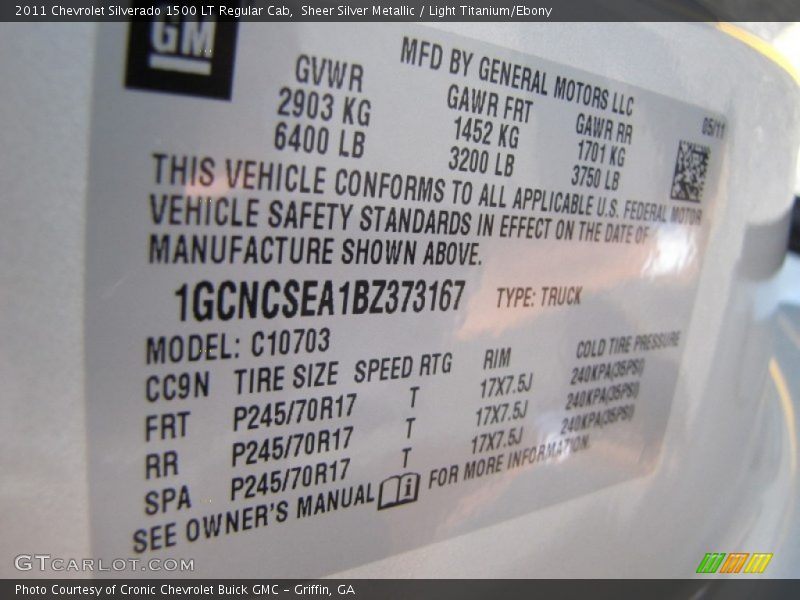 2011 Chevrolet Silverado 1500 LT Regular Cab, Sheer Silver Metallic / Light Titanium/Ebony
GM
MFD BY GENERAL MOTORS LLC
GVWR GAWR FRT GAWR RR 05/11
2903 KG 1452 KG 1701 KG
6400 LB 3200 LB 3750 LB
THIS VEHICLE CONFORMS TO ALL APPLICABLE U.S. FEDERAL MOTOR
VEHICLE SAFETY STANDARDS IN EFFECT ON THE DATE OF
MANUFACTURE SHOWN ABOVE.
1GCNCSEA1BZ373167 TYPE: TRUCK
MODEL: C10703
CC9N TIRE SIZE SPEED RTG RIM COLD TIRE PRESSURE
FRT P245/70R17 T 17X7.5J 240KPA(35PSI)
RR P245/70R17 T 17X7.5J 240KPA(35PSI)
SPA P245/70R17 T 17X7.5J 240KPA(35PSI)
SEE OWNER'S MANUAL i FOR MORE INFORMATION.
GTCARLOT.COM
Photo Courtesy of Cronic Chevrolet Buick GMC – Griffin, GA